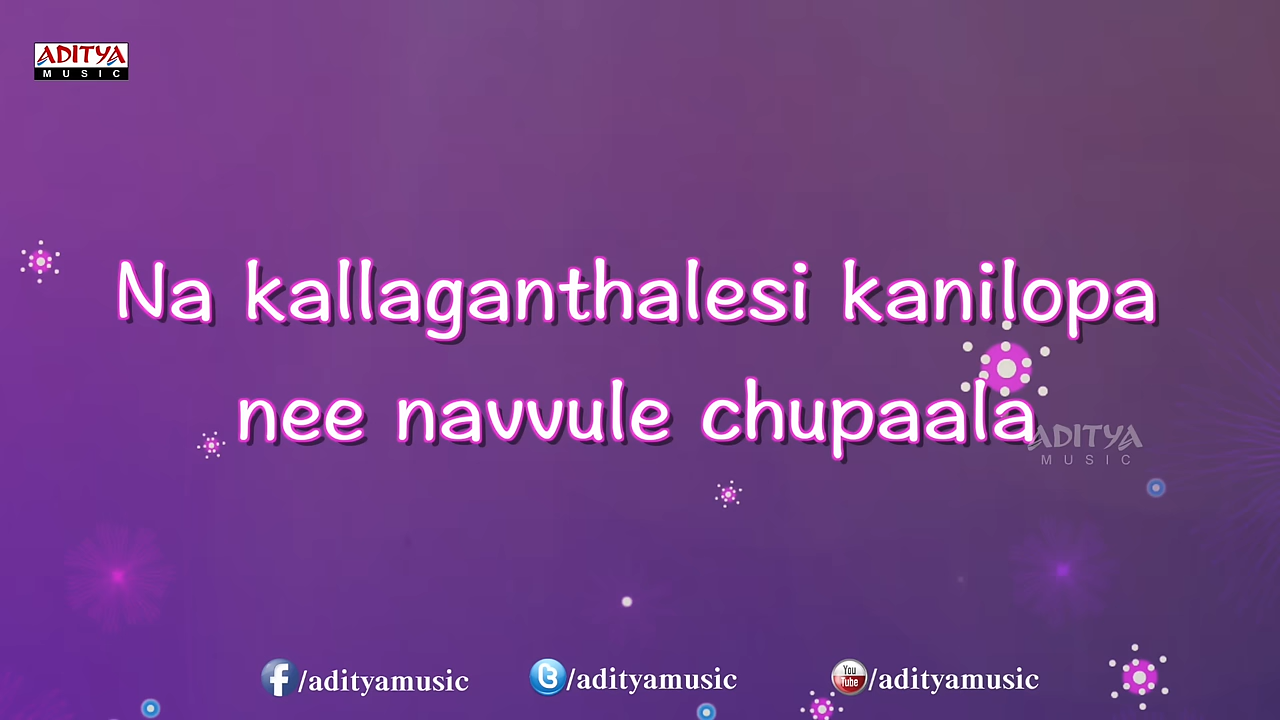 ADITYA
MUSIC
Na kallaganthalesi kanilopa
nee navvule chupaala
ADITYA
MUSIC
f/adityamusic
/adityamusic
You Tube/adityamusic